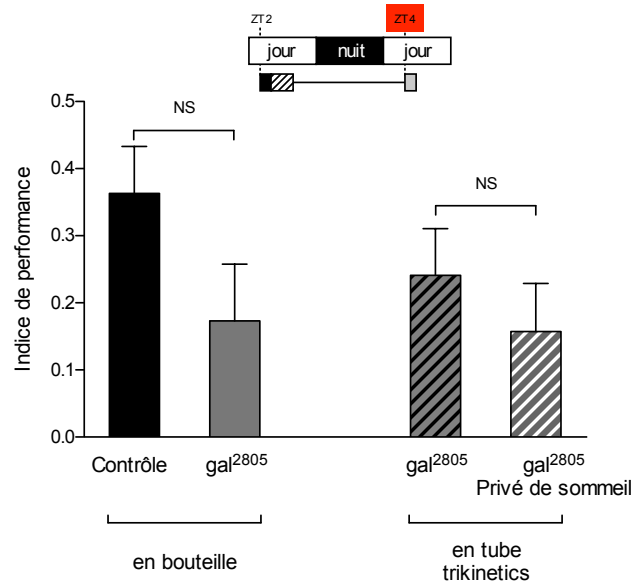 ZT2
ZT4
jour nuit jour
0.5
NS
0.4
NS
0.3
0.2
0.1
0.0
Indice de performance
Contrôle gal2805 gal2805 gal2805
Privé de sommeil
en bouteille
en tube
trikinetics